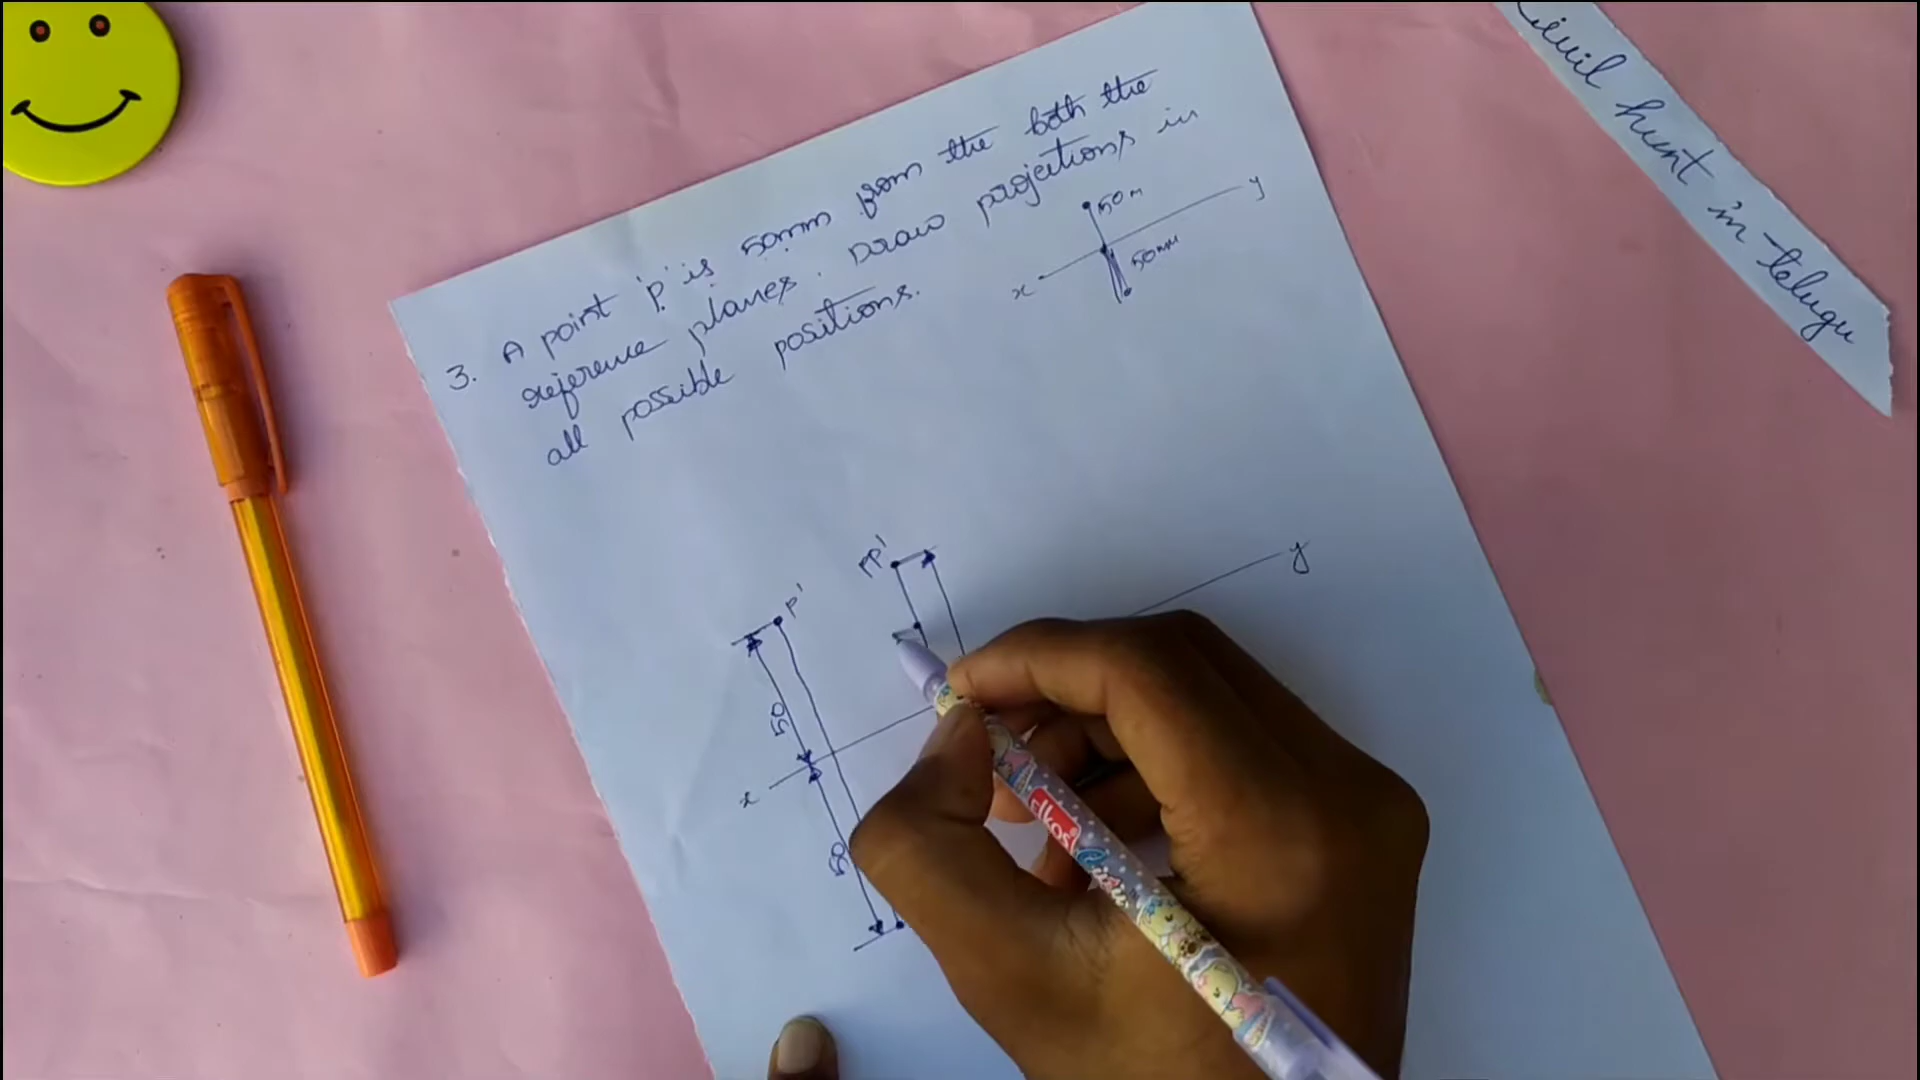 3. A point 'P' is 50mm from the both the
reference planes. Draw projections in
all possible positions.
50m
y
50mm
x
Civil hunt in telugu
PP'
P'
y
50
x
50
elkos